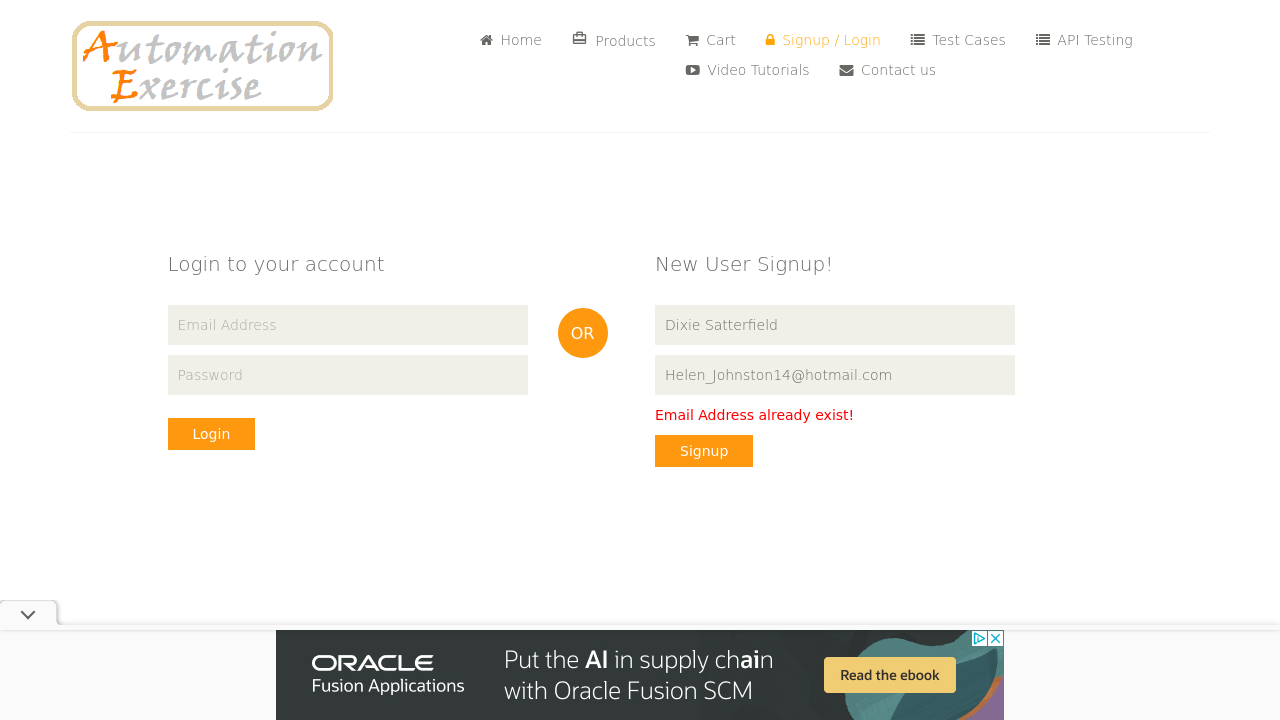 Automation
Exercise
Home
Products
Cart
Signup / Login
Test Cases
API Testing
Video Tutorials
Contact us
Login to your account
Email Address
Password
Login
OR
New User Signup!
Dixie Satterfield
Helen_Johnston14@hotmail.com
Email Address already exist!
Signup
ORACLE
Fusion Applications
Put the AI in supply chain
with Oracle Fusion SCM
Read the ebook